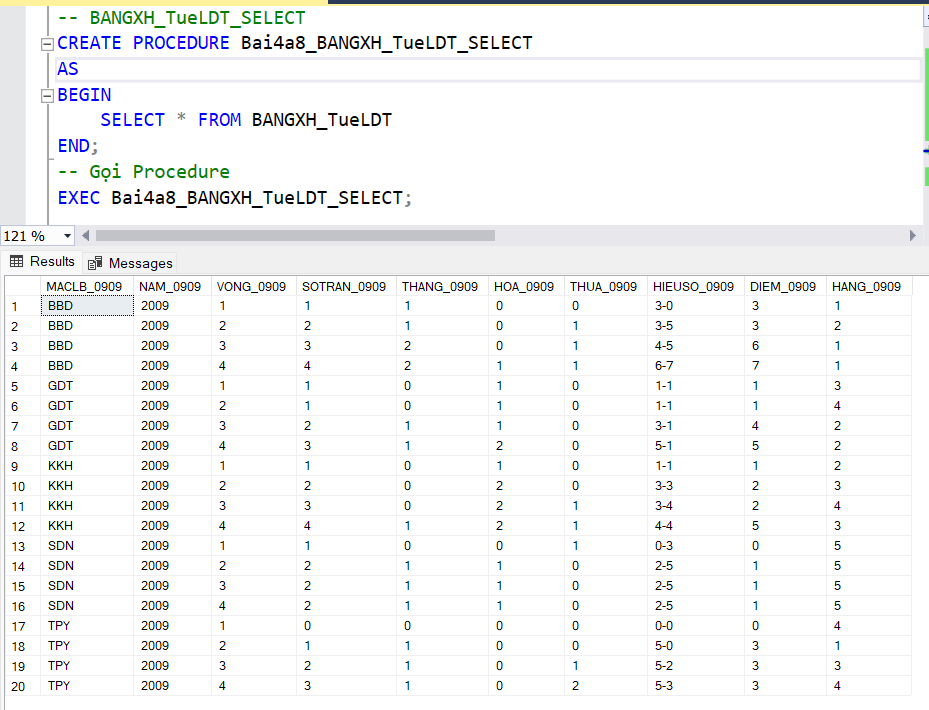 -- BANGXH_TueLDT_SELECT
CREATE PROCEDURE Bai4a8_BANGXH_TueLDT_SELECT
AS
BEGIN
SELECT * FROM BANGXH_TueLDT
END;
-- Gọi Procedure
EXEC Bai4a8_BANGXH_TueLDT_SELECT;
121 %
Results Messages
MACLB_0909 NAM_0909 VONG_0909 SOTRAN_0909 THANG_0909 HOA_0909 THUA_0909 HIEUSO_0909 DIEM_0909 HANG_0909
1 BBD 2009 1 1 1 0 0 3-0 3 1
2 BBD 2009 2 2 1 0 1 3-5 3 2
3 BBD 2009 3 3 2 0 1 4-5 6 1
4 BBD 2009 4 4 2 1 1 6-7 7 1
5 GDT 2009 1 1 0 1 0 1-1 1 3
6 GDT 2009 2 1 0 1 0 1-1 1 4
7 GDT 2009 3 2 1 1 0 3-1 4 2
8 GDT 2009 4 3 1 2 0 5-1 5 2
9 KKH 2009 1 1 0 1 0 1-1 1 2
10 KKH 2009 2 2 0 2 0 3-3 2 3
11 KKH 2009 3 3 0 2 1 3-4 2 4
12 KKH 2009 4 4 1 2 1 4-4 5 3
13 SDN 2009 1 1 0 0 1 0-3 0 5
14 SDN 2009 2 2 1 1 0 2-5 1 5
15 SDN 2009 3 2 1 1 0 2-5 1 5
16 SDN 2009 4 2 1 1 0 2-5 1 5
17 TPY 2009 1 0 0 0 0 0-0 0 4
18 TPY 2009 2 1 1 0 0 5-0 3 1
19 TPY 2009 3 2 1 0 1 5-2 3 3
20 TPY 2009 4 3 1 0 2 5-3 3 4